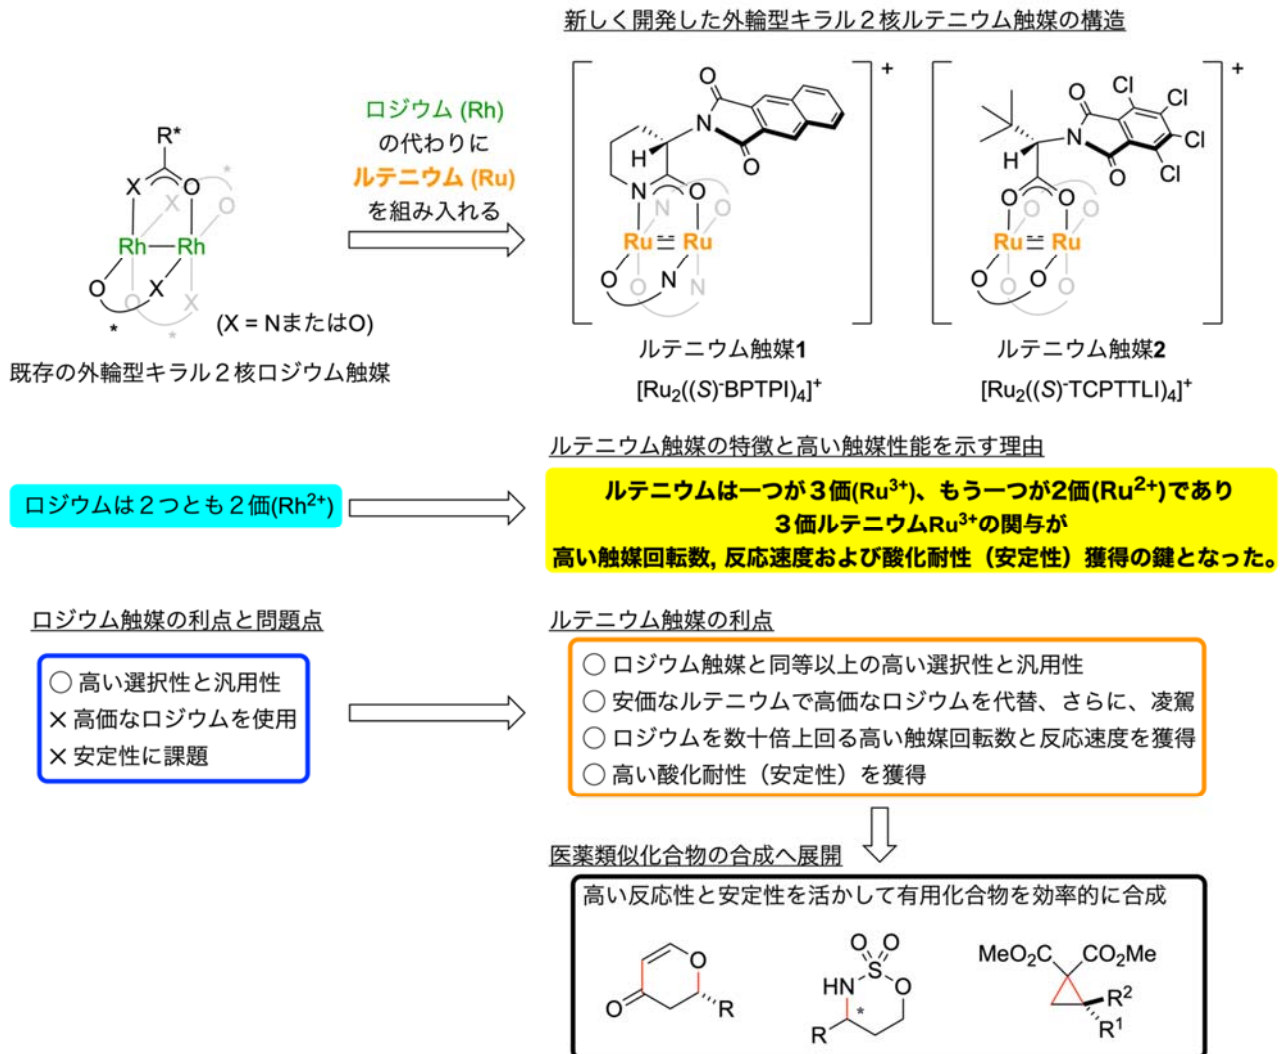 新しく開発した外輪型キラル２核ルテニウム触媒の構造
R*
X
O
X
O
Rh
Rh
O
X
O
X
*
*
*
(X = NまたはO)
既存の外輪型キラル２核ロジウム触媒
ロジウム (Rh)
の代わりに
ルテニウム (Ru)
を組み入れる
+
O
N
O
H
N
O
N
O
Ru
Ru
O
O
N
N
ルテニウム触媒1
[Ru2((S)-BPTPI)4]+
+
O
Cl
Cl
Cl
Cl
N
O
H
O
O
O
O
Ru
Ru
O
O
O
O
ルテニウム触媒2
[Ru2((S)-TCPTTLI)4]+
ルテニウム触媒の特徴と高い触媒性能を示す理由
ロジウムは２つとも２価(Rh2+)
ルテニウムは一つが３価(Ru3+)、もう一つが2価(Ru2+)であり
３価ルテニウムRu3+の関与が
高い触媒回転数, 反応速度および酸化耐性（安定性）獲得の鍵となった。
ロジウム触媒の利点と問題点
○ 高い選択性と汎用性
× 高価なロジウムを使用
× 安定性に課題
ルテニウム触媒の利点
○ ロジウム触媒と同等以上の高い選択性と汎用性
○ 安価なルテニウムで高価なロジウムを代替、さらに、凌駕
○ ロジウムを数十倍上回る高い触媒回転数と反応速度を獲得
○ 高い酸化耐性（安定性）を獲得
医薬類似化合物の合成へ展開
高い反応性と安定性を活かして有用化合物を効率的に合成
O
O
R
O O
S
HN
O
*
R
MeO2C
CO2Me
R2
R1